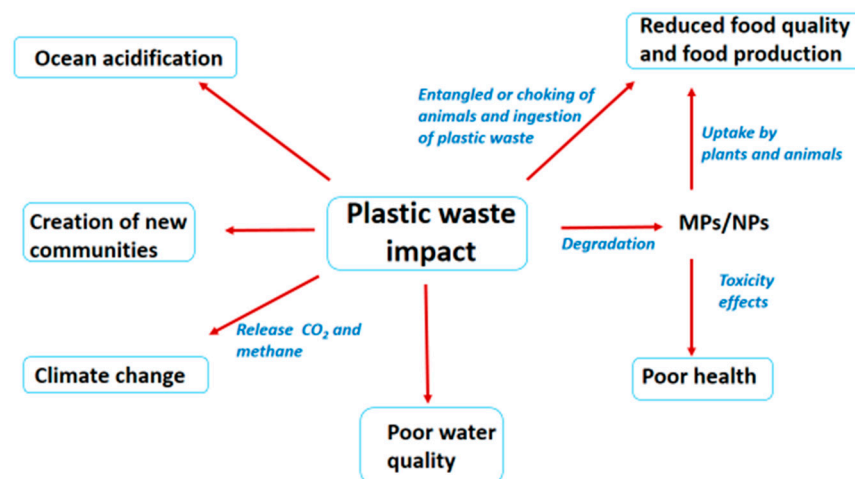 Ocean acidification
Reduced food quality
and food production
Entangled or choking of
animals and ingestion
of plastic waste
Uptake by
plants and animals
Creation of new
communities
Plastic waste
impact
Degradation
MPs/NPs
Toxicity
effects
Release CO₂ and
methane
Climate change
Poor health
Poor water
quality